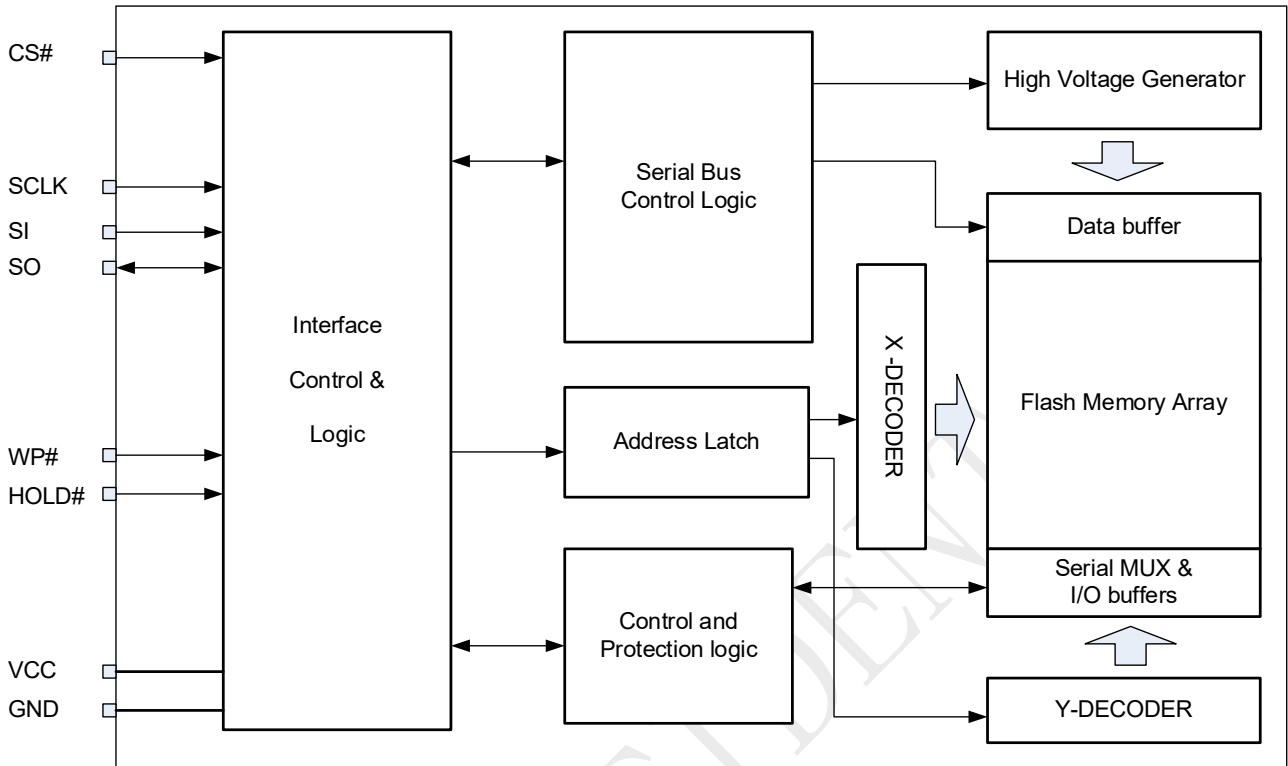 CS#
SCLK
SI
SO
WP#
HOLD#
VCC
GND
Interface
Control &
Logic
Serial Bus
Control Logic
Address Latch
Control and
Protection logic
X -DECODER
High Voltage Generator
Data buffer
Flash Memory Array
Serial MUX &
I/O buffers
Y-DECODER